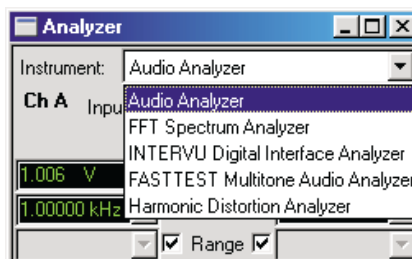 Analyzer
Instrument: Audio Analyzer
Ch A Inpu
Audio Analyzer
FFT Spectrum Analyzer
INTERVU Digital Interface Analyzer
FASTTEST Multitone Audio Analyzer
Harmonic Distortion Analyzer
1.006 V
1.00000 kHz
Range